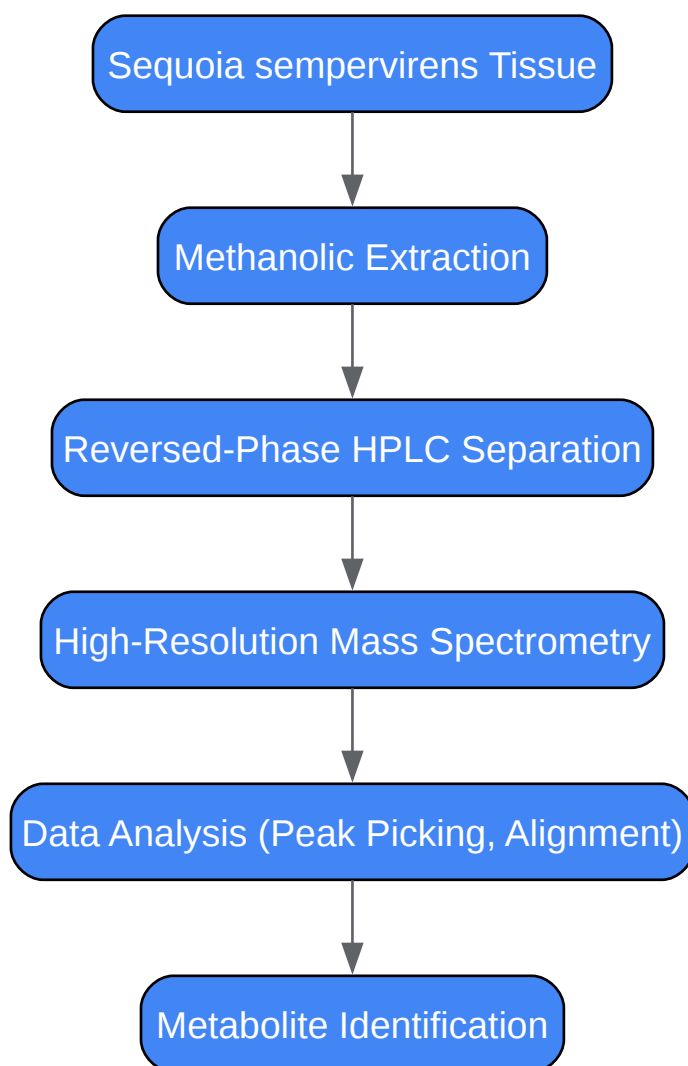 Sequoia sempervirens Tissue
Methanolic Extraction
Reversed-Phase HPLC Separation
High-Resolution Mass Spectrometry
Data Analysis (Peak Picking, Alignment)
Metabolite Identification